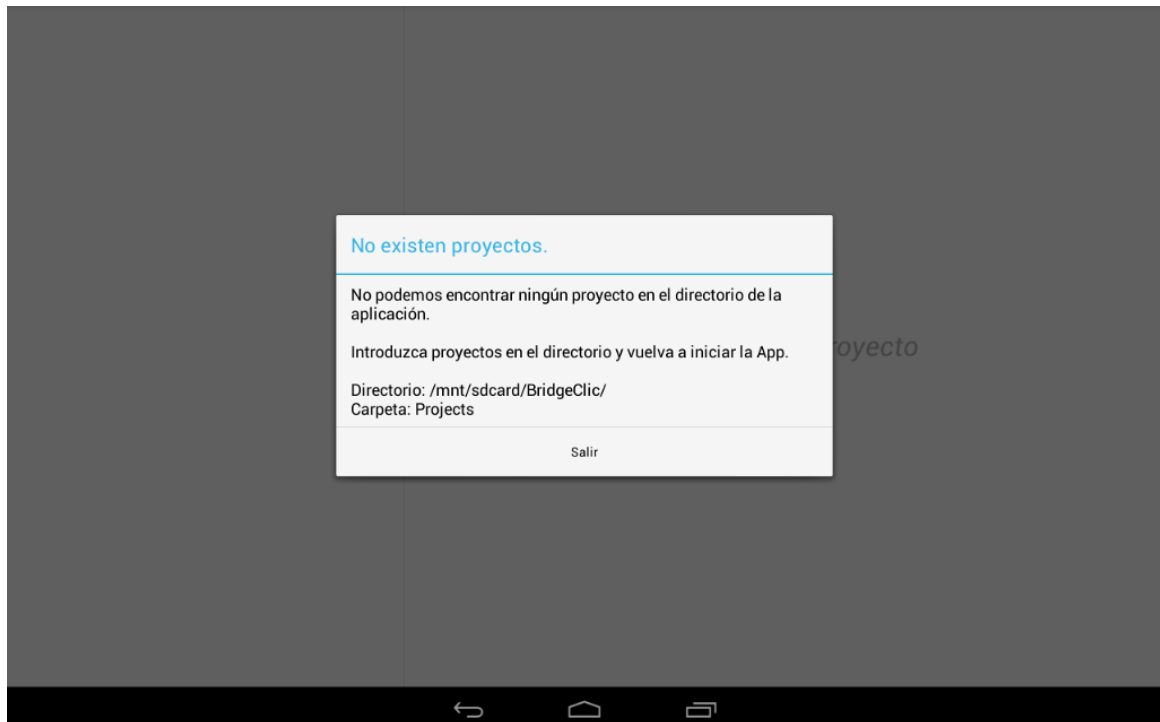 No existen proyectos.
No podemos encontrar ningún proyecto en el directorio de la
aplicación.
Introduzca proyectos en el directorio y vuelva a iniciar la App.
oyecto
Directorio: /mnt/sdcard/BridgeClic/
Carpeta: Projects
Salir